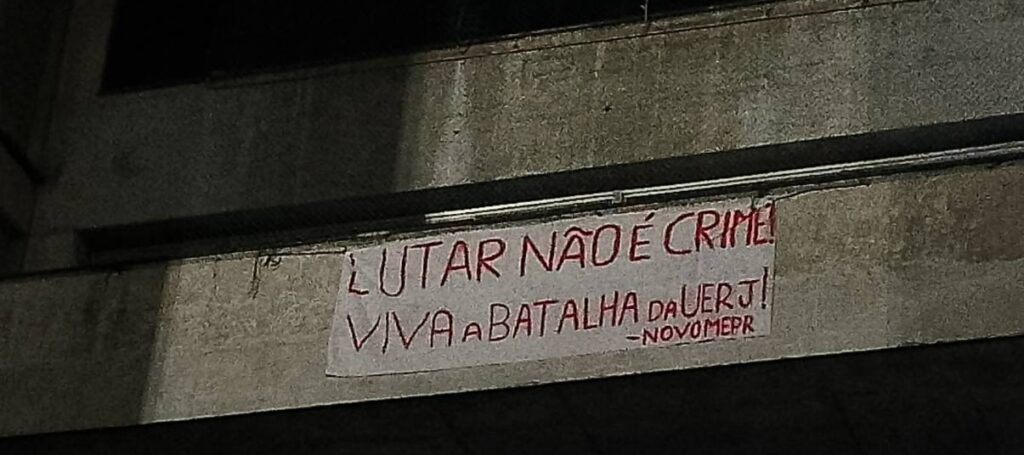 LUTAR NÃO É CRIME!
VIVA A BATALHA DA UERJ!
-NOVOMEPR